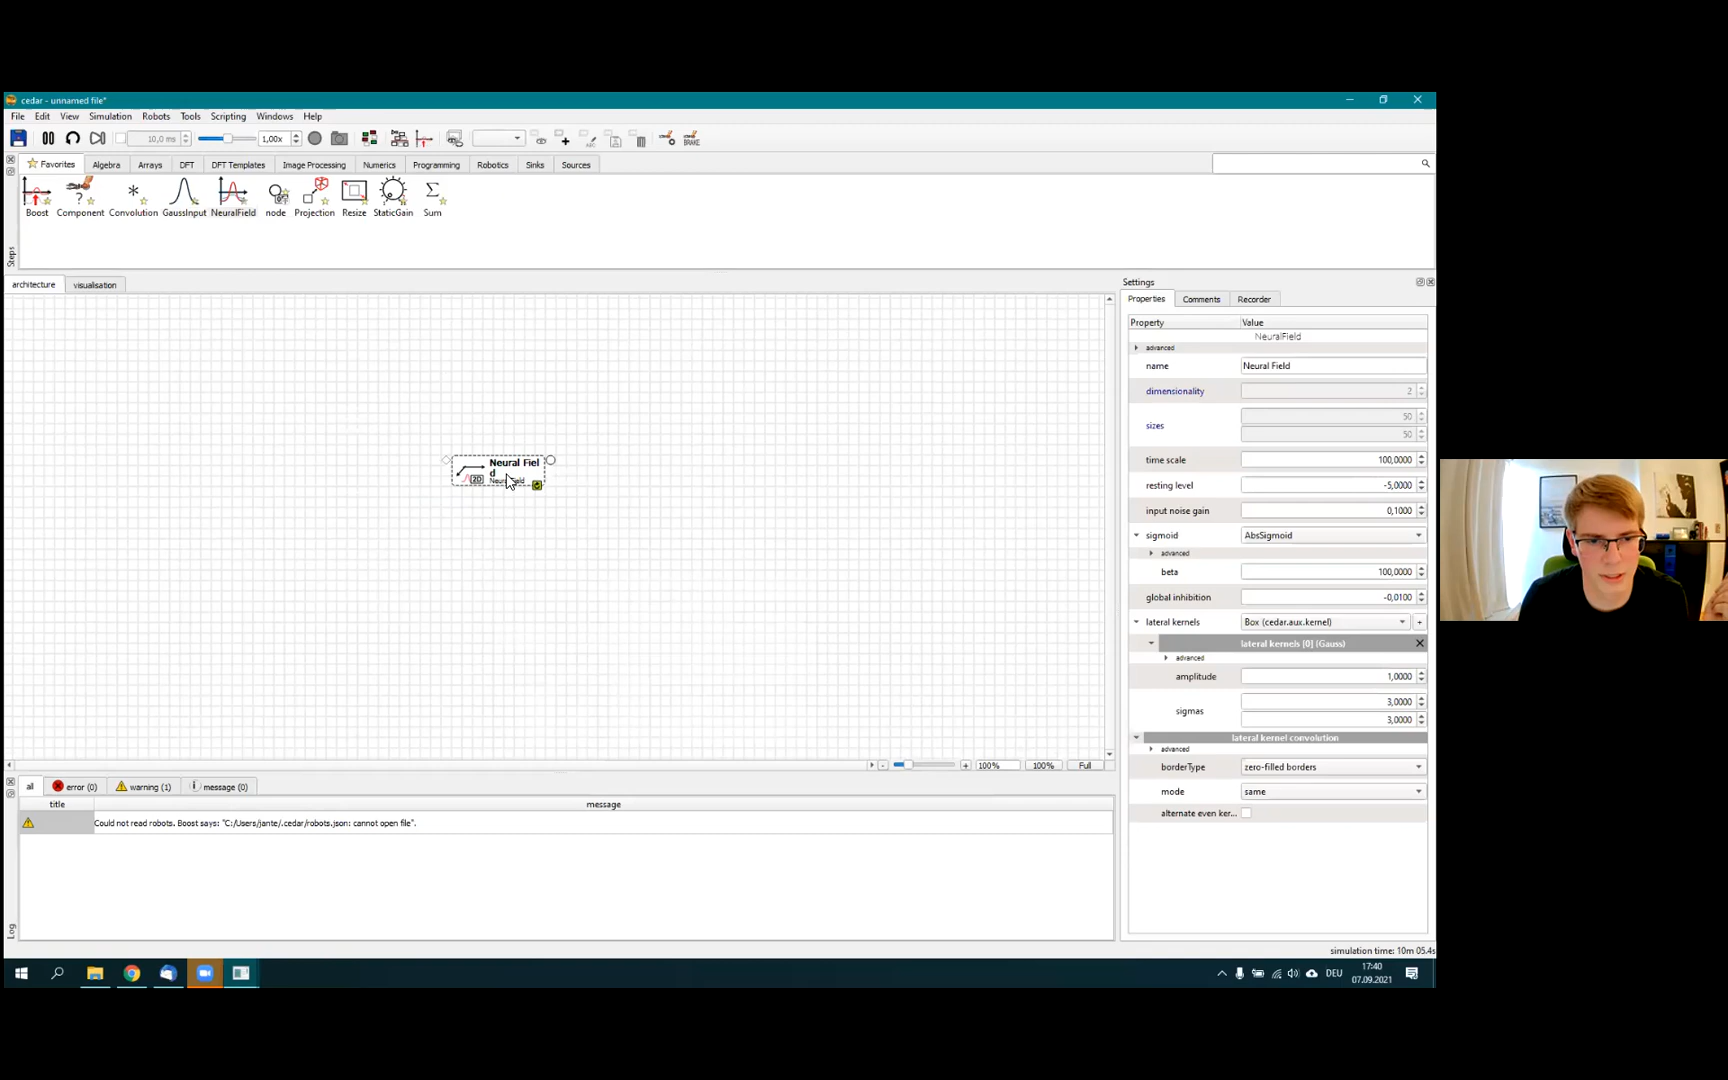 cedar - unnamed file*
File Edit View Simulation Robots Tools Scripting Windows Help
10,0 ms 1,00x BRAKE
Favorites Algebra Arrays DFT DFT Templates Image Processing Numerics Programming Robotics Sinks Sources
Boost Component Convolution GaussInput NeuralField node Projection Resize StaticGain Sum
Steps
architecture visualisation
Neural Fiel
d
2D
Settings
Properties Comments Recorder
Property Value
NeuralField
advanced
name Neural Field
dimensionality 2
sizes 50
50
time scale 100,0000
resting level -5,0000
input noise gain 0,1000
sigmoid AbsSigmoid
advanced
beta 100,0000
global inhibition -0,0100
lateral kernels Box (cedar.aux.kernel) +
lateral kernels [0] (Gauss)
advanced
amplitude 1,0000
sigmas 3,0000
3,0000
lateral kernel convolution
advanced
borderType zero-filled borders
mode same
alternate even ker...
- + 100% 100% Full
all error (0) warning (1) message (0)
title message
Could not read robots. Boost says: "C:/Users/jante/.cedar/robots.json: cannot open file".
Log
simulation time: 10m 05.4s
DEU
17:40
07.09.2021